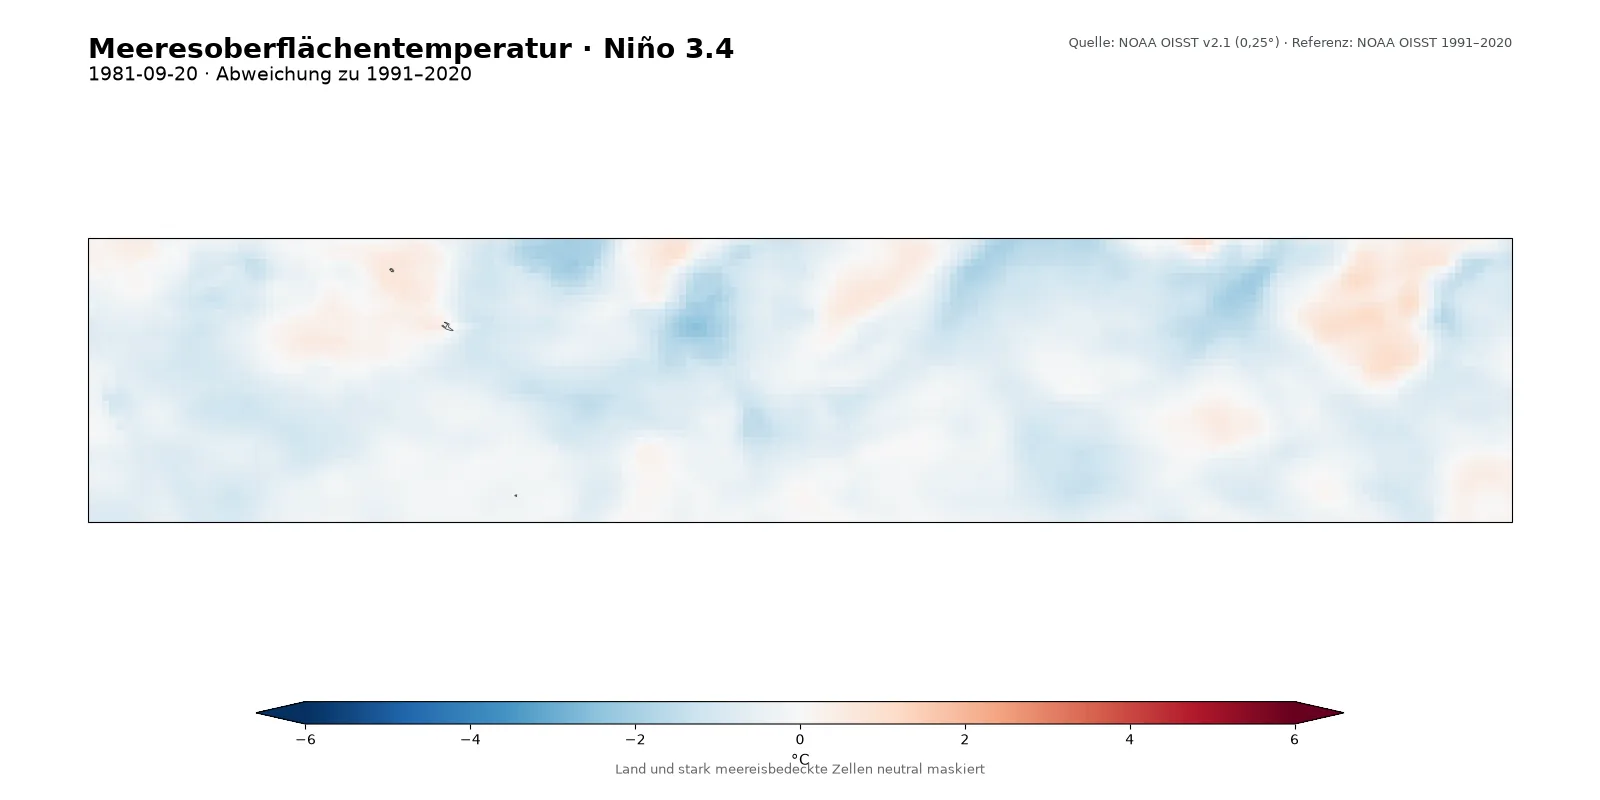 Meeresoberflächentemperatur · Niño 3.4
1981-09-20 · Abweichung zu 1991–2020
Quelle: NOAA OISST v2.1 (0,25°) · Referenz: NOAA OISST 1991–2020
−6 −4 −2 0 2 4 6
°C
Land und stark meereisbedeckte Zellen neutral maskiert